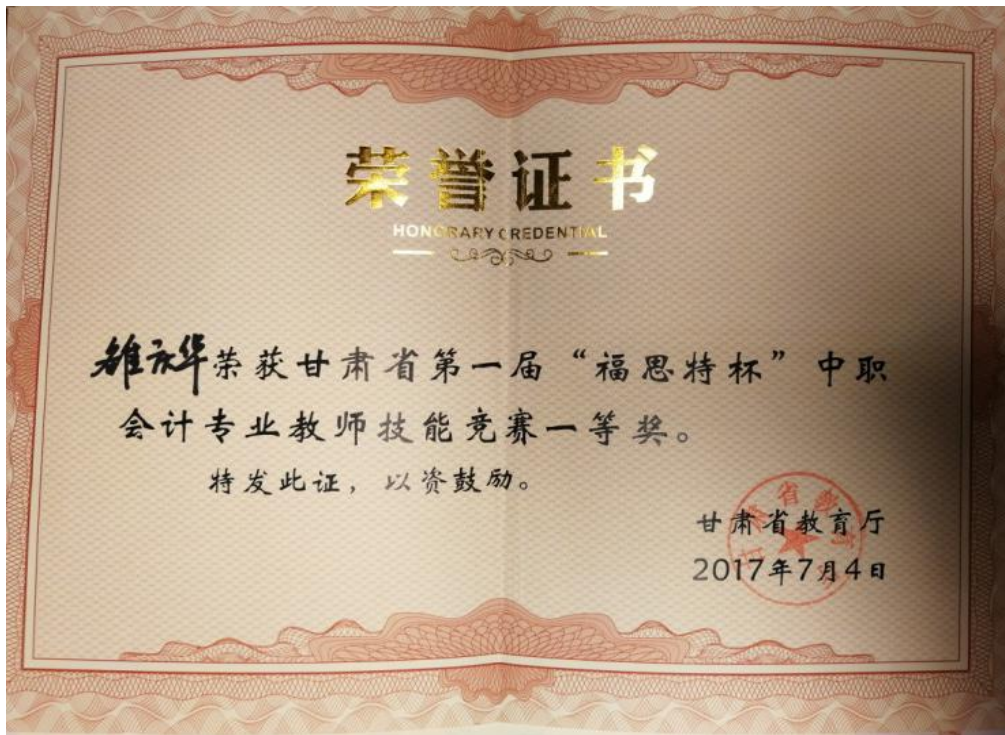 荣誉证书
HONORARY CREDENTIAL
雒永华荣获甘肃省第一届“福思特杯”中职
会计专业教师技能竞赛一等奖。
特发此证，以资鼓励。
甘肃省教育厅
2017年7月4日